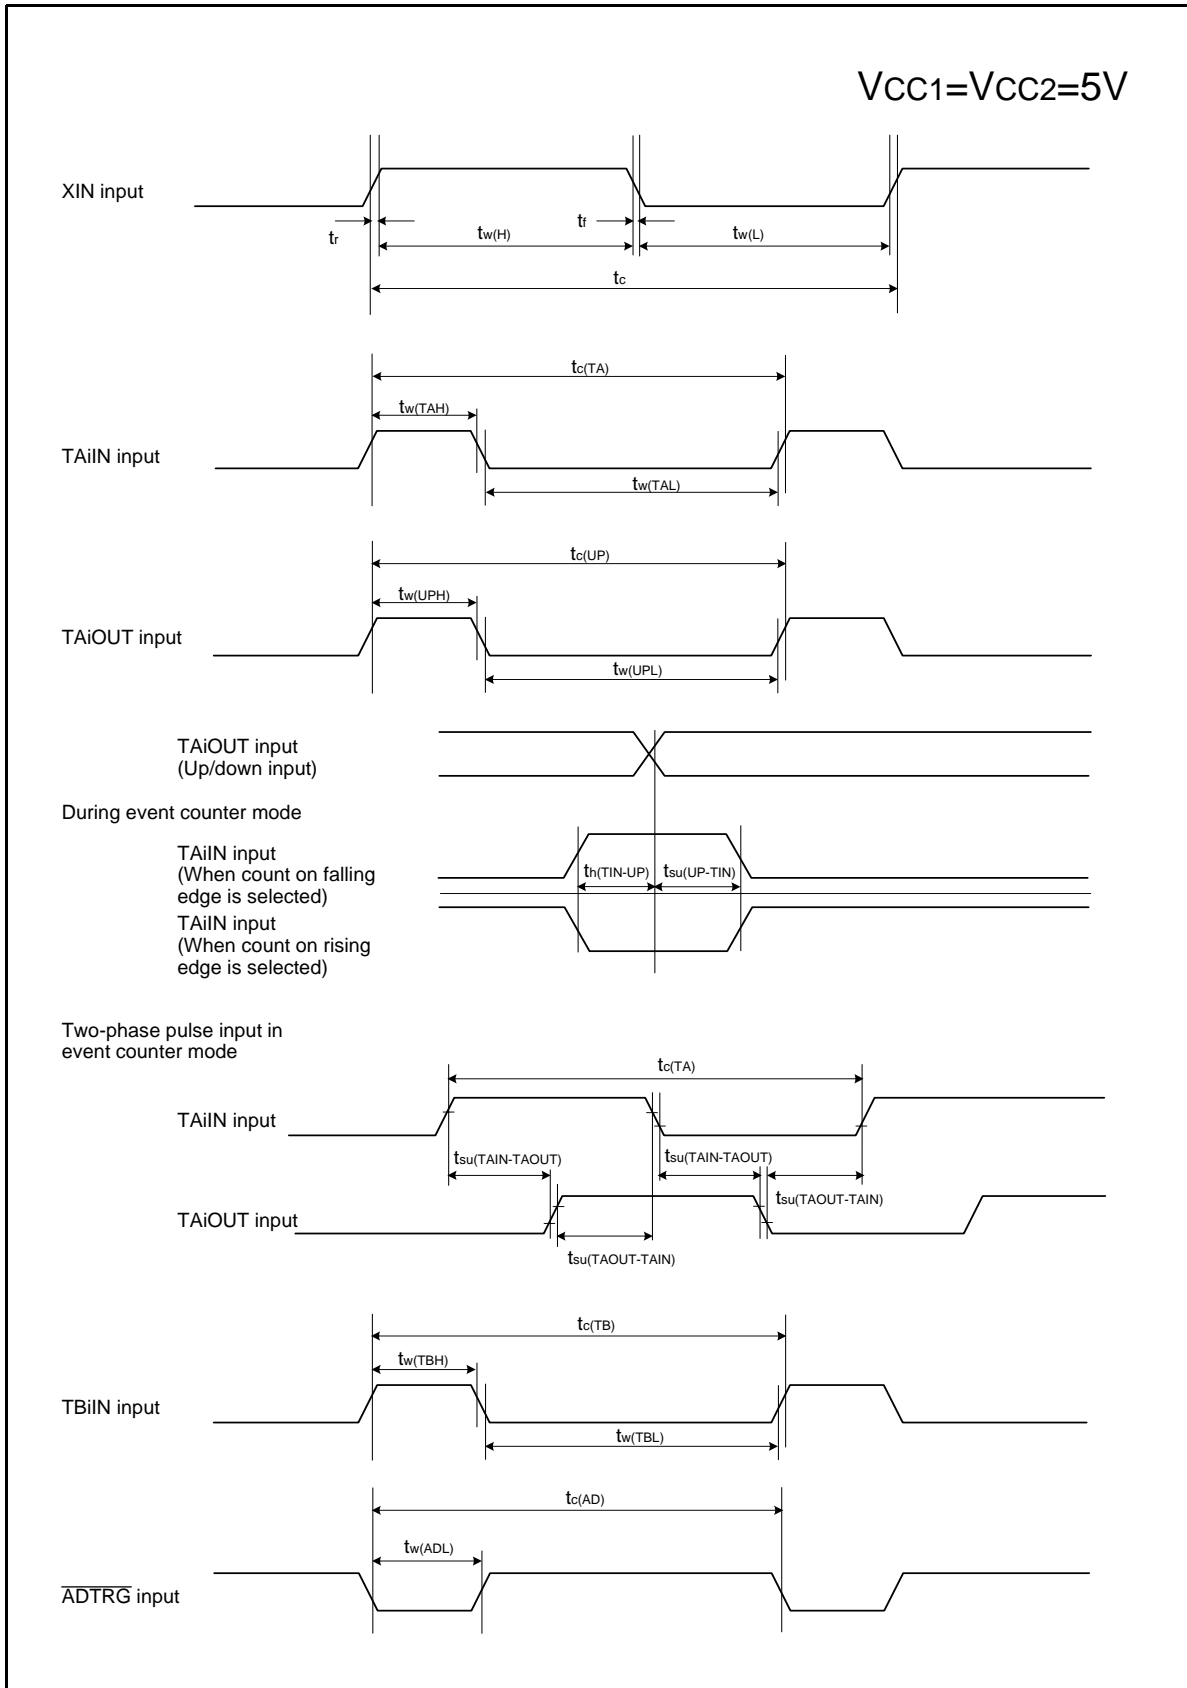 VCC1=VCC2=5V
XIN input
tr
tw(H)
tf
tw(L)
tc
tc(TA)
tw(TAH)
TAiIN input
tw(TAL)
tc(UP)
tw(UPH)
TAiOUT input
tw(UPL)
TAiOUT input
(Up/down input)
During event counter mode
TAiIN input
(When count on falling
edge is selected)
th(TIN-UP)
tsu(UP-TIN)
TAiIN input
(When count on rising
edge is selected)
Two-phase pulse input in
event counter mode
tc(TA)
TAiIN input
tsu(TAIN-TAOUT)
tsu(TAIN-TAOUT)
tsu(TAOUT-TAIN)
TAiOUT input
tsu(TAOUT-TAIN)
tc(TB)
tw(TBH)
TBiIN input
tw(TBL)
tc(AD)
tw(ADL)
ADTRG input